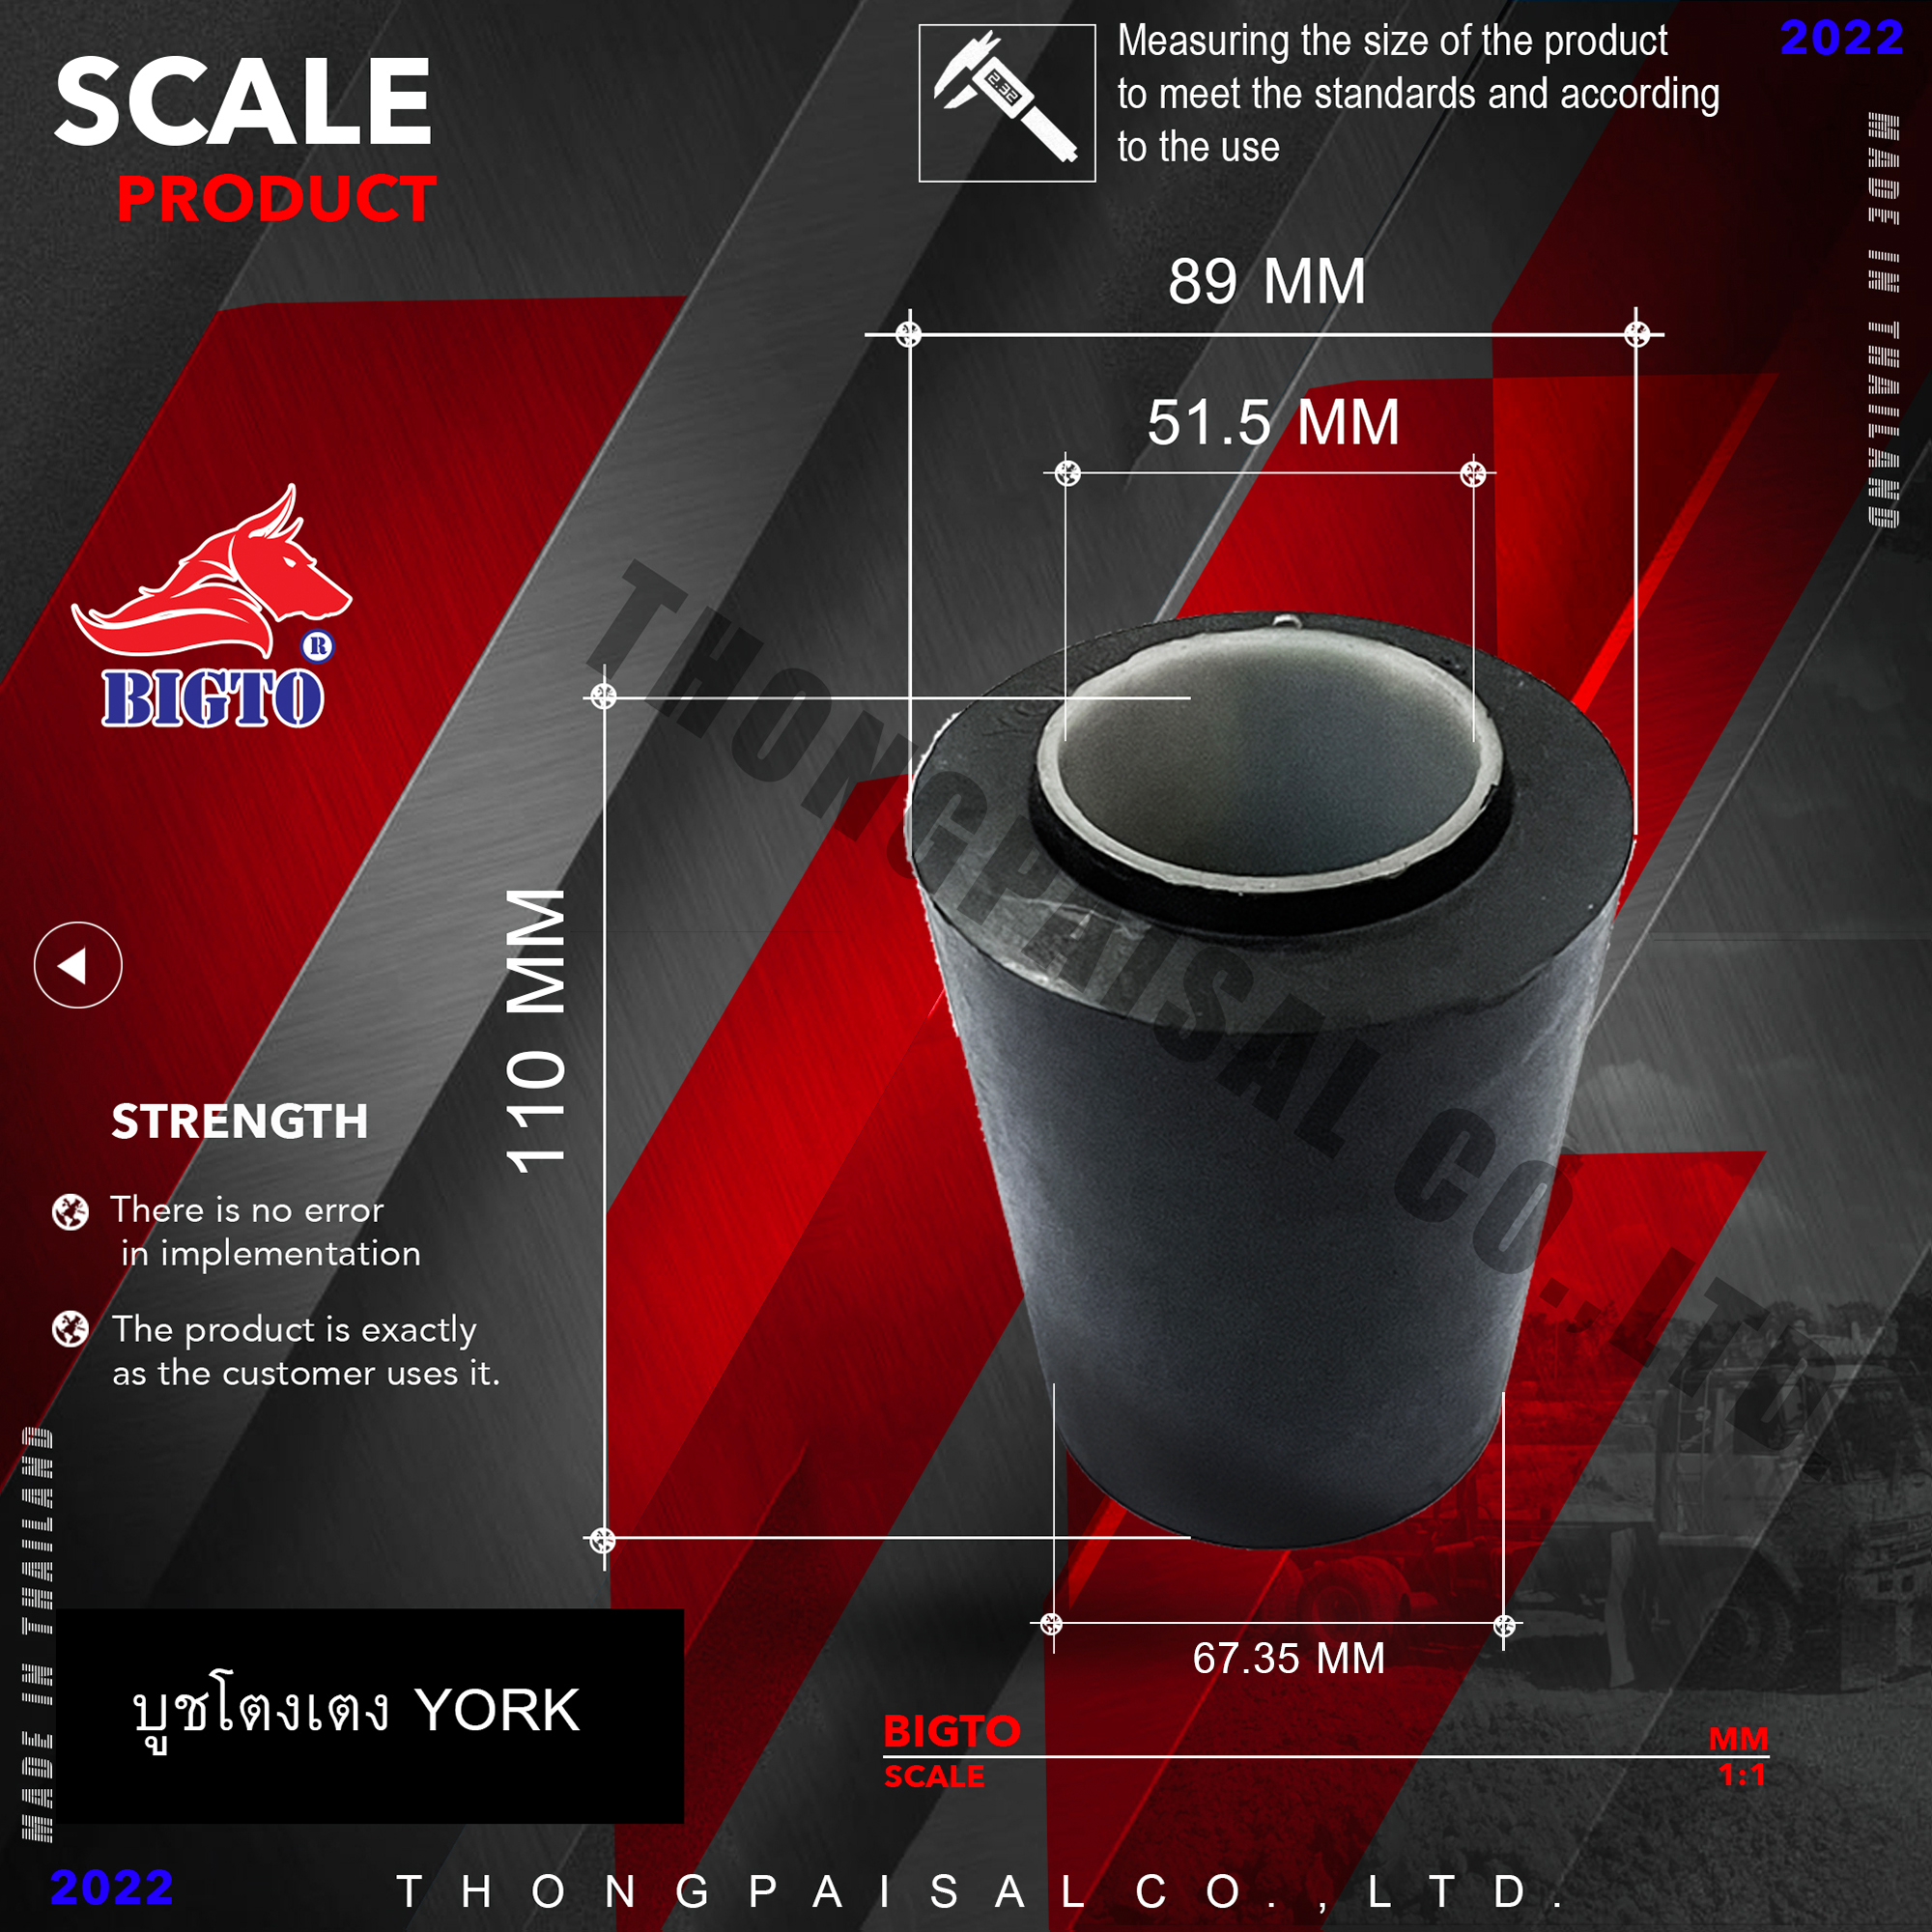 SCALE
PRODUCT
2.32
Measuring the size of the product
to meet the standards and according
to the use
2022
MADE IN THAILAND
89 MM
51.5 MM
BIGTO
R
110 MM
THONGPAISAL CO.,LTD
STRENGTH
There is no error
in implementation
The product is exactly
as the customer uses it.
MADE IN THAILAND
67.35 MM
บูชโตงเตง YORK
BIGTO
SCALE
MM
1:1
2022
THONGPAISAL CO.,LTD.